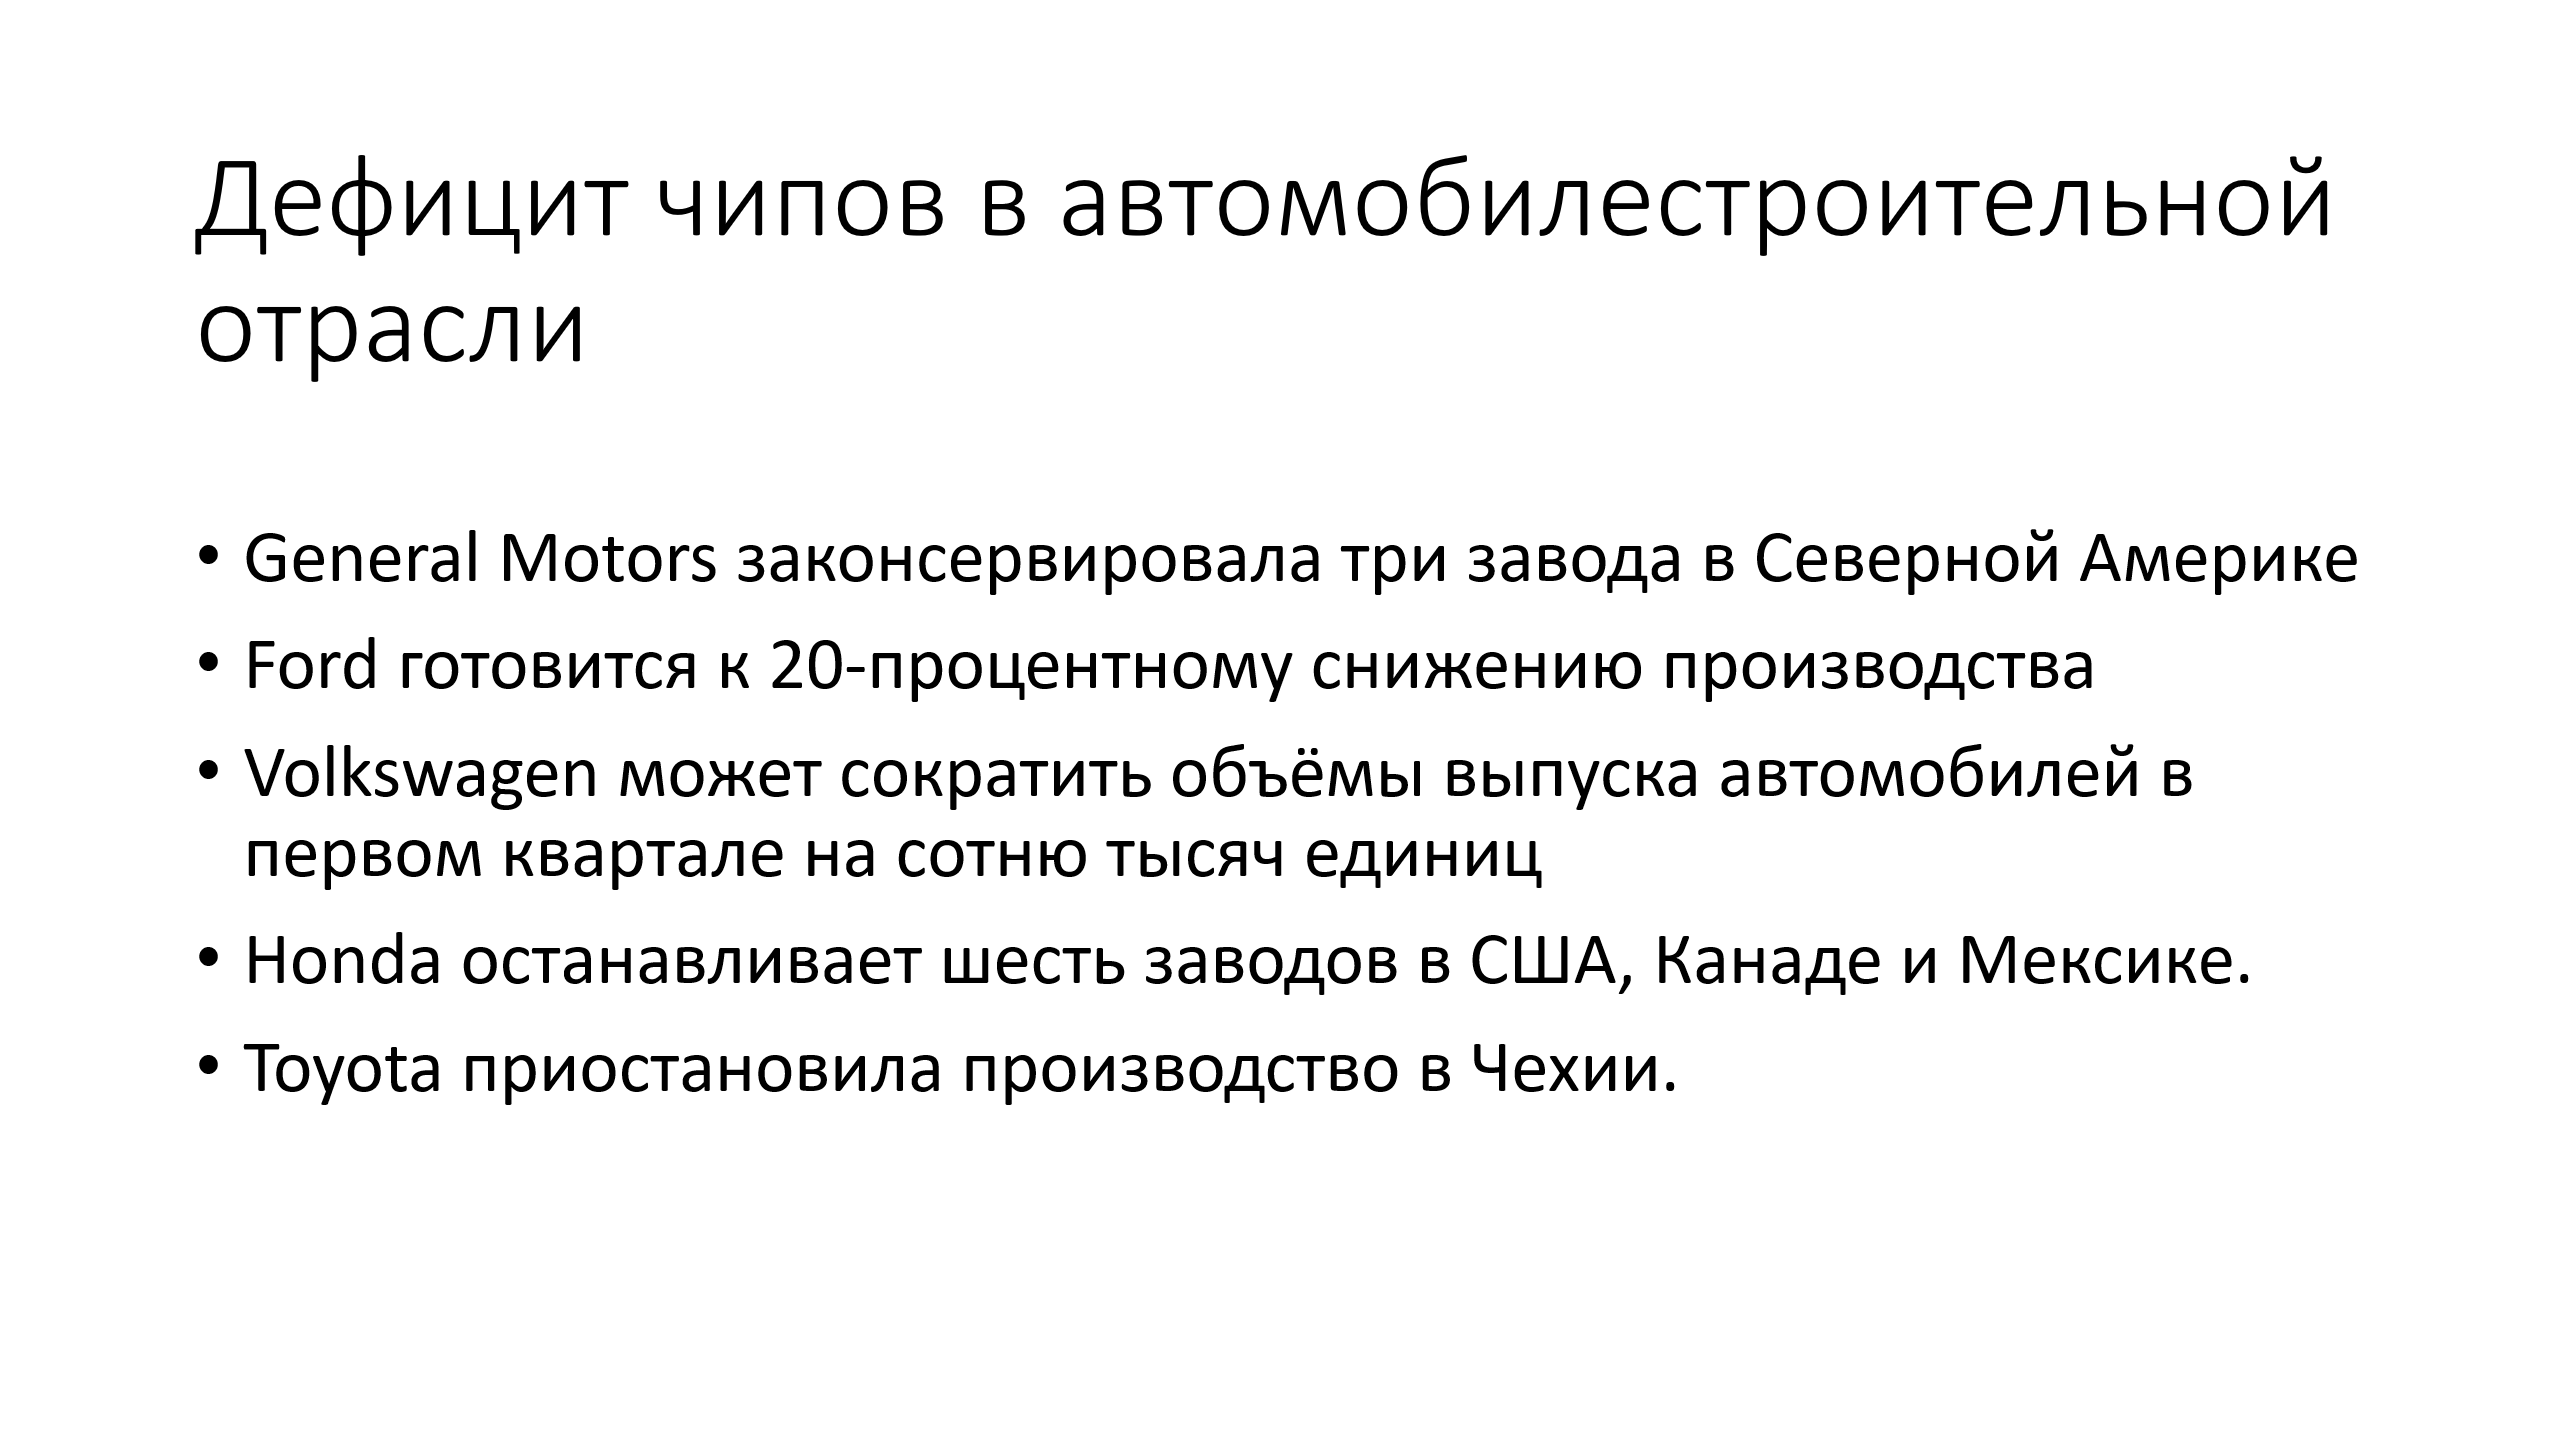 Дефицит чипов в автомобилестроительной
отрасли
• General Motors законсервировала три завода в Северной Америке
• Ford готовится к 20-процентному снижению производства
• Volkswagen может сократить объёмы выпуска автомобилей в
первом квартале на сотню тысяч единиц
• Honda останавливает шесть заводов в США, Канаде и Мексике.
• Toyota приостановила производство в Чехии.